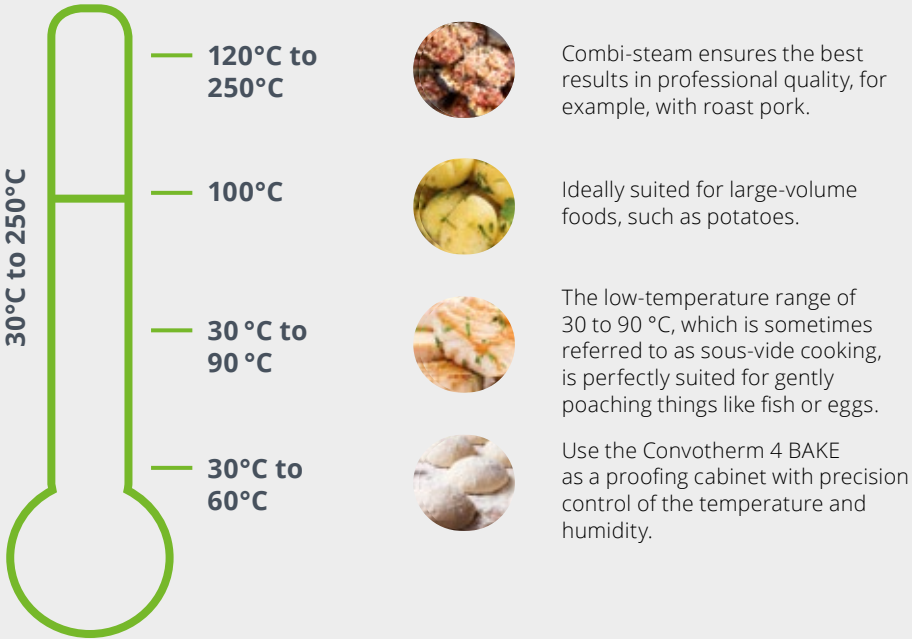 30°C to 250°C
120°C to
250°C
Combi-steam ensures the best
results in professional quality, for
example, with roast pork.
100°C
Ideally suited for large-volume
foods, such as potatoes.
30 °C to
90 °C
The low-temperature range of
30 to 90 °C, which is sometimes
referred to as sous-vide cooking,
is perfectly suited for gently
poaching things like fish or eggs.
30°C to
60°C
Use the Convotherm 4 BAKE
as a proofing cabinet with precision
control of the temperature and
humidity.